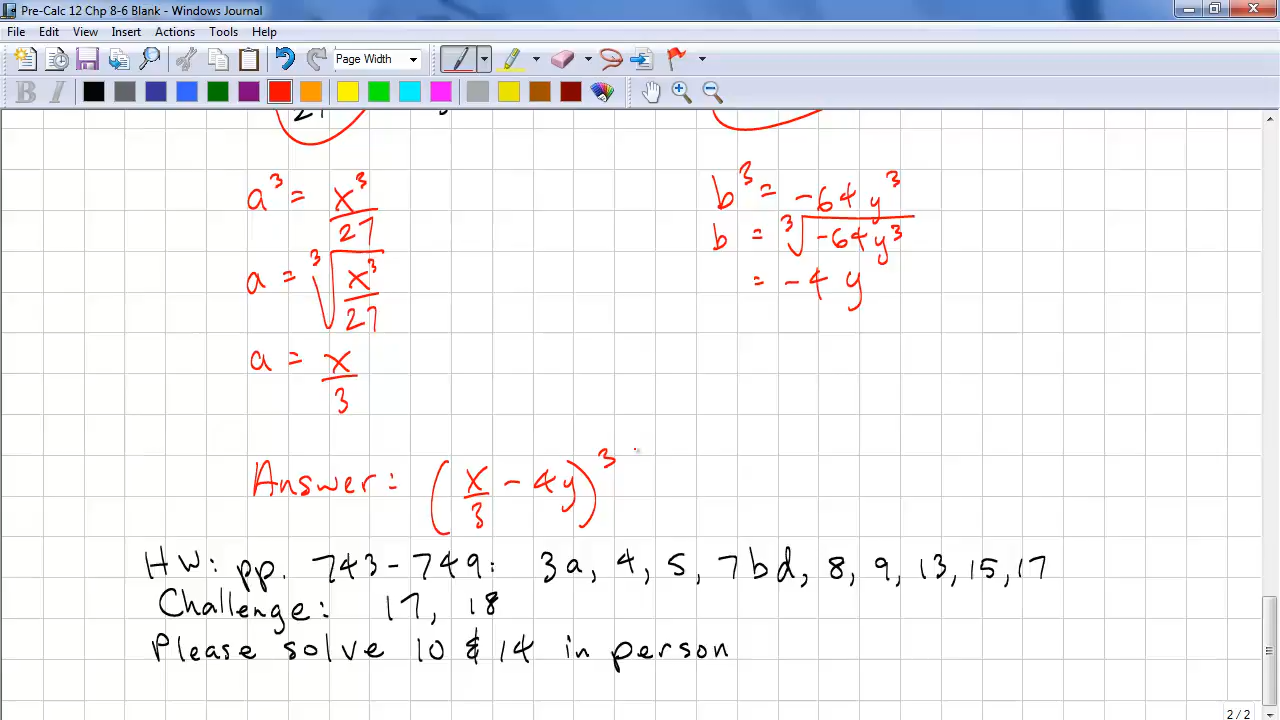 Pre-Calc 12 Chp 8-6 Blank - Windows Journal
File Edit View Insert Actions Tools Help
Page Width
B I
a³ = x³/27
a = ∛(x³/27)
a = x/3
b³ = -64y³
b = ∛(-64y³)
= -4y
Answer: (x/3 - 4y)³
HW: pp. 743-749: 3a, 4, 5, 7bd, 8, 9, 13, 15, 17
Challenge: 17, 18
Please solve 10 & 14 in person
2/2